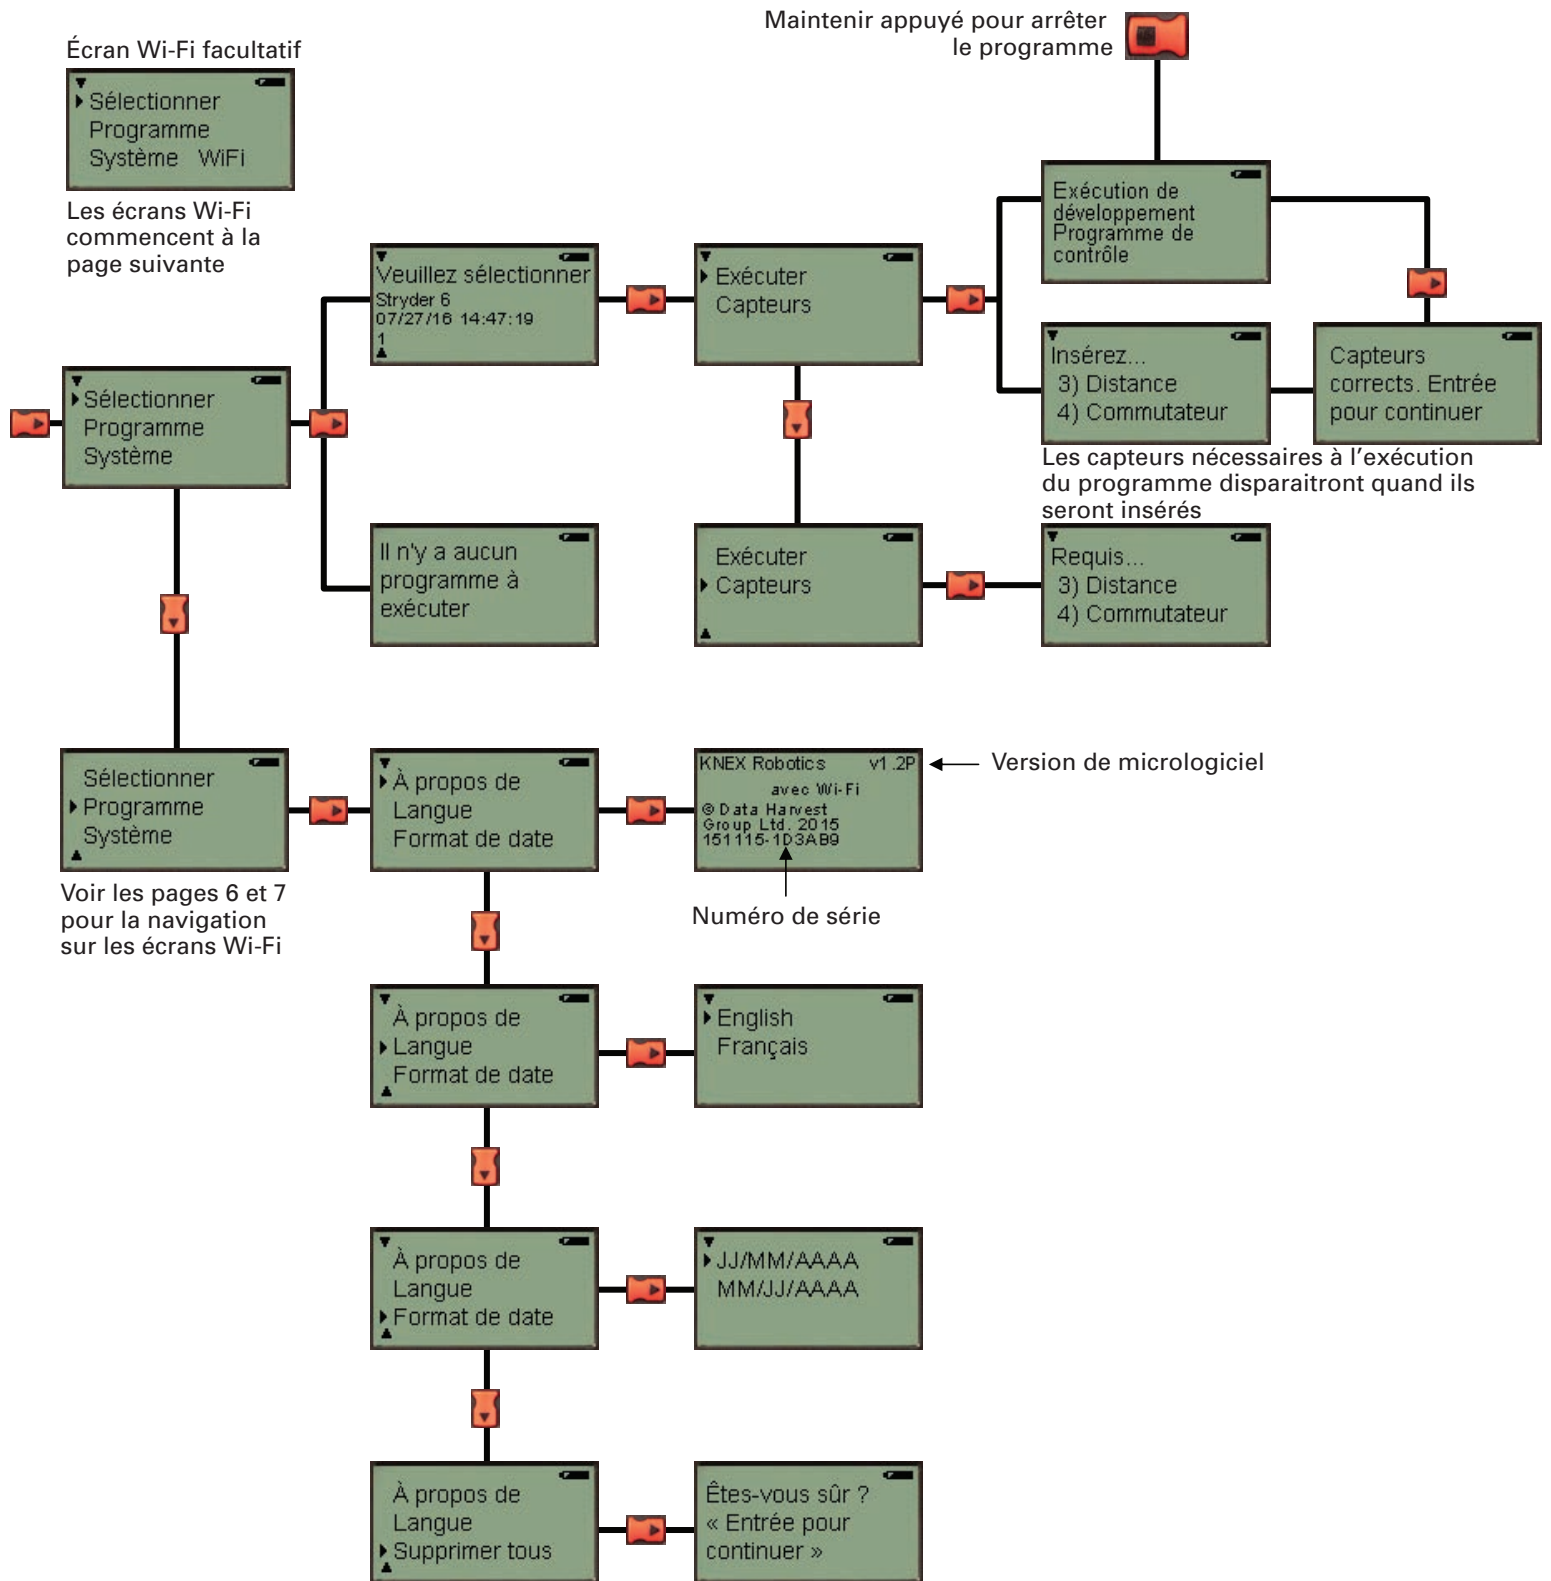 Maintenir appuyé pour arrêter
le programme
Écran Wi-Fi facultatif
Sélectionner
Programme
Système WiFi
Les écrans Wi-Fi
commencent à la
page suivante
Veuillez sélectionner
Stryder 6
07/27/16 14:47:19
1
Exécuter
Capteurs
Exécution de
développement
Programme de
contrôle
Sélectionner
Programme
Système
Insérez...
3) Distance
4) Commutateur
Capteurs
corrects. Entrée
pour continuer
Les capteurs nécessaires à l'exécution
du programme disparaitront quand ils
seront insérés
Il n'y a aucun
programme à
exécuter
Exécuter
Capteurs
Requis...
3) Distance
4) Commutateur
Sélectionner
Programme
Système
Voir les pages 6 et 7
pour la navigation
sur les écrans Wi-Fi
À propos de
Langue
Format de date
KNEX Robotics v1.2P
avec Wi-Fi
© Data Harvest
Group Ltd. 2015
151115-1D3AB9
Version de micrologiciel
Numéro de série
À propos de
Langue
Format de date
English
Français
À propos de
Langue
Format de date
JJ/MM/AAAA
MM/JJ/AAAA
À propos de
Langue
Supprimer tous
Êtes-vous sûr ?
« Entrée pour
continuer »